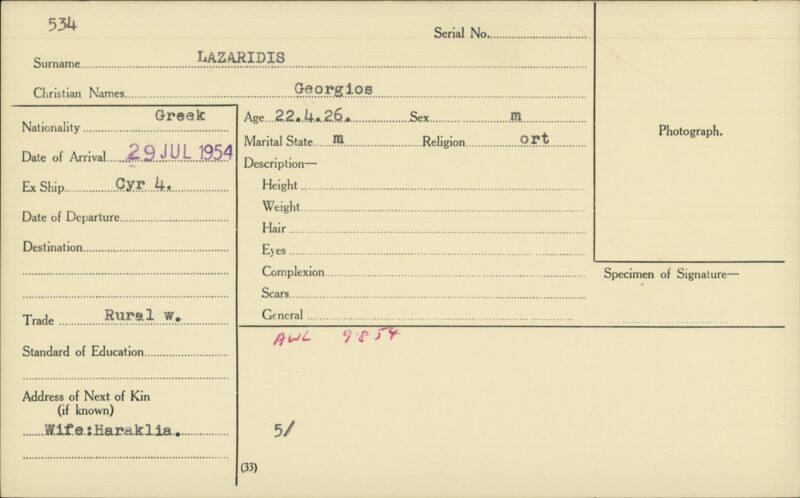 534
Serial No.
Surname LAZARIDIS
Christian Names Georgios
Nationality Greek
Date of Arrival 29 JUL 1954
Ex Ship Cyr 4.
Date of Departure
Destination
Trade Rural w.
Standard of Education
Address of Next of Kin
(if known)
Wife:Haraklia.
Age 22.4.26. Sex m
Marital State m Religion ort
Description—
Height
Weight
Hair
Eyes
Complexion
Scars
General
Photograph.
Specimen of Signature—
AWL 9·8·54
5/
(33)